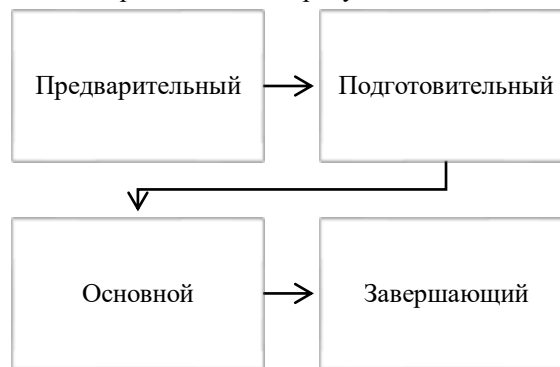 Предварительный
Подготовительный
Основной
Завершающий